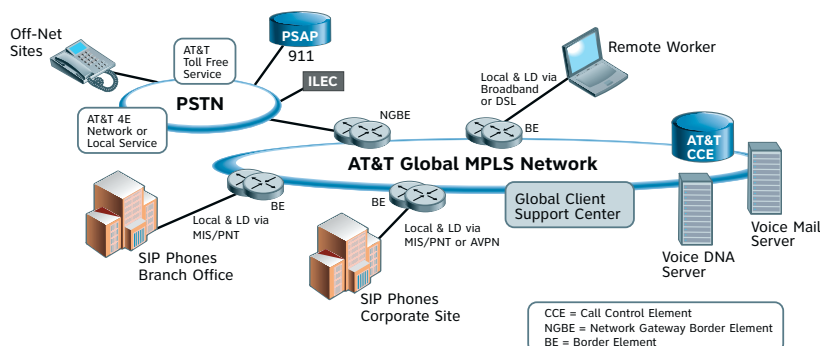 Off-Net
Sites
AT&T
Toll Free
Service
PSAP
911
ILEC
PSTN
AT&T 4E
Network or
Local Service
NGBE
Local & LD via
Broadband
or DSL
Remote Worker
BE
AT&T
CCE
AT&T Global MPLS Network
BE
Local & LD via
MIS/PNT
BE
Local & LD via
MIS/PNT or AVPN
Global Client
Support Center
SIP Phones
Branch Office
SIP Phones
Corporate Site
Voice DNA
Server
Voice Mail
Server
CCE = Call Control Element
NGBE = Network Gateway Border Element
BE = Border Element